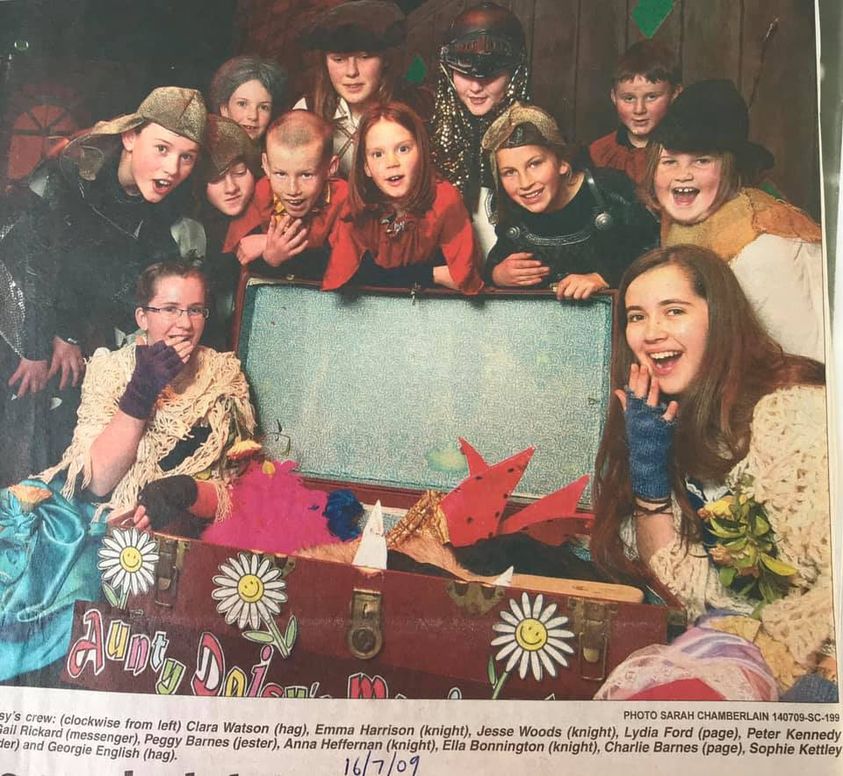 Aunty Daisy's
PHOTO SARAH CHAMBERLAIN 140709-SC-199
sy's crew: (clockwise from left) Clara Watson (hag), Emma Harrison (knight), Jesse Woods (knight), Lydia Ford (page), Peter Kennedy
ail Rickard (messenger), Peggy Barnes (jester), Anna Heffernan (knight), Ella Bonnington (knight), Charlie Barnes (page), Sophie Kettley
der) and Georgie English (hag).
16/7/09